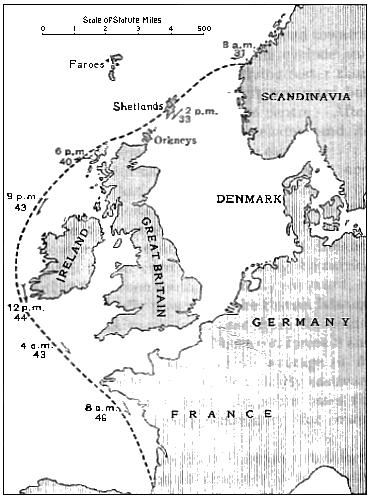 Scale of Statute Miles
0 1 2 3 4 500
8 a.m.
31
Faroes
SCANDINAVIA
Shetlands
2 p.m.
33
Orkneys
6 p.m.
40
9 p.m
43
DENMARK
IRELAND
GREAT BRITAIN
12 p.m.
44
GERMANY
4 a.m.
43
8 a.m.
46
FRANCE